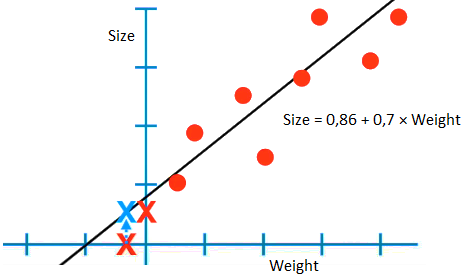 Size
Size = 0,86 + 0,7 × Weight
X X
X
Weight